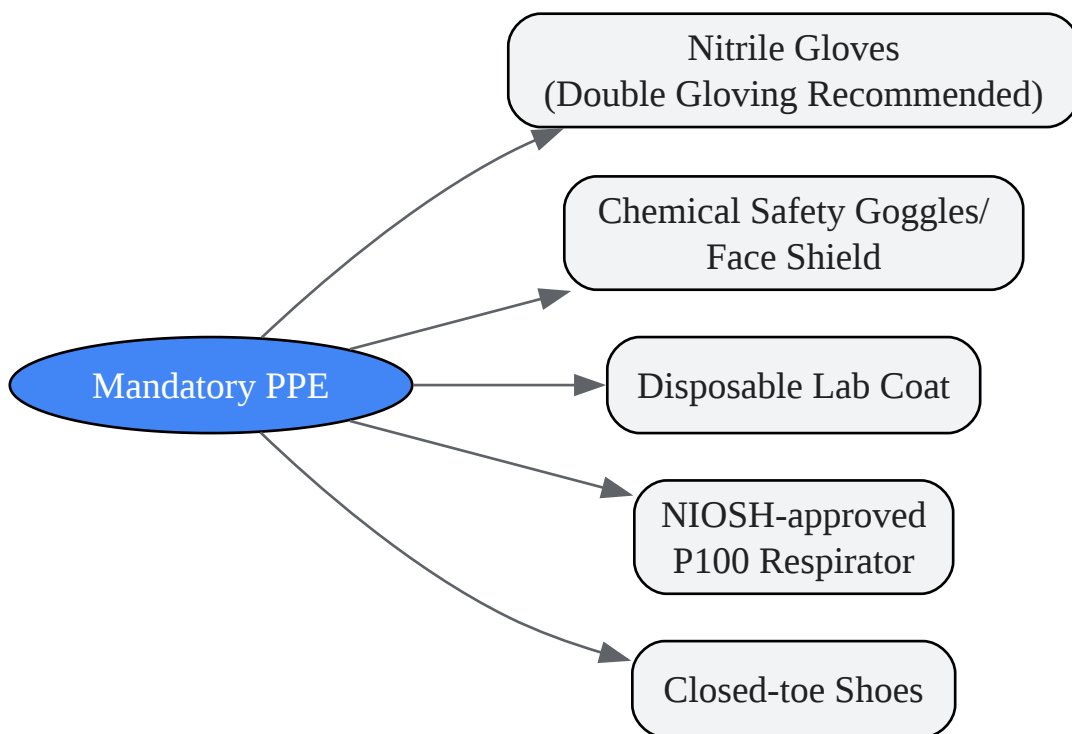 Nitrile Gloves
(Double Gloving Recommended)
Chemical Safety Goggles/
Face Shield
Mandatory PPE
Disposable Lab Coat
NIOSH-approved
P100 Respirator
Closed-toe Shoes